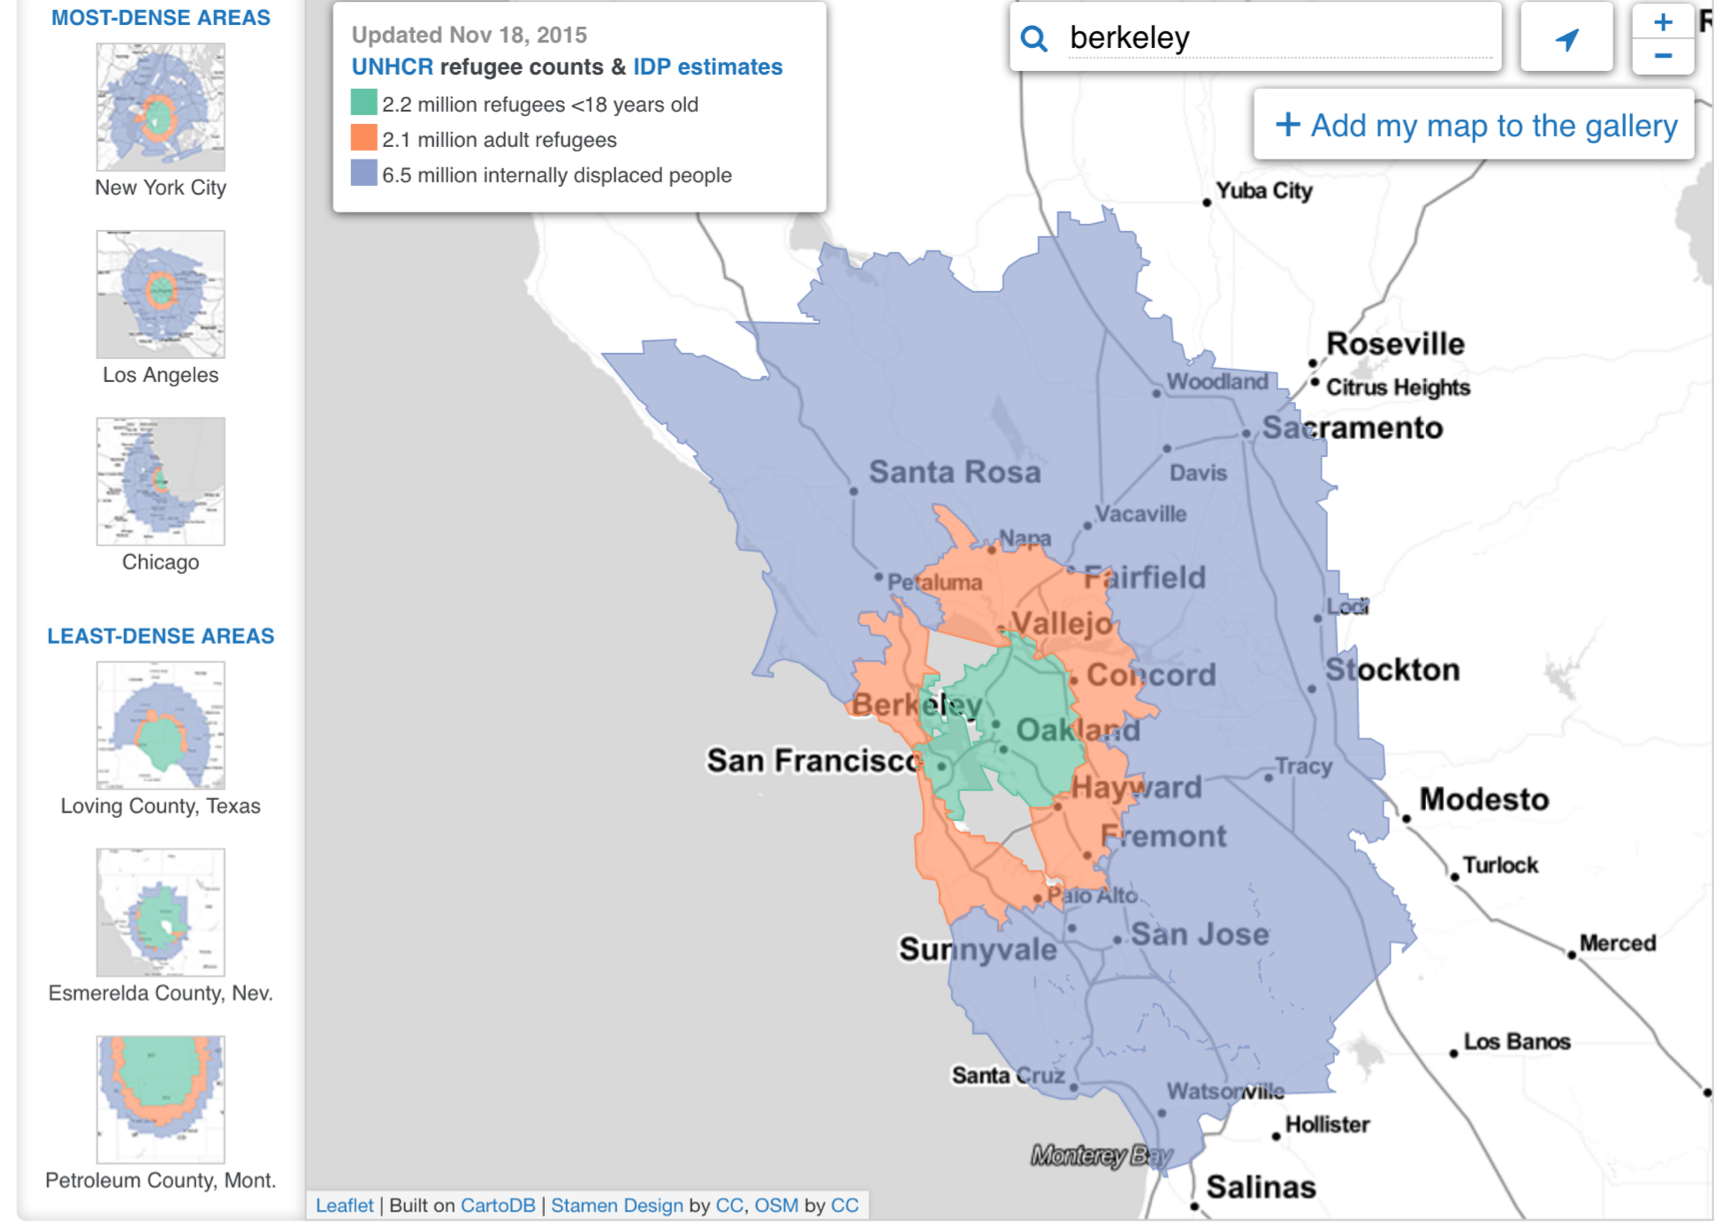 MOST-DENSE AREAS
New York City
Los Angeles
Chicago
LEAST-DENSE AREAS
Loving County, Texas
Esmerelda County, Nev.
Petroleum County, Mont.
Updated Nov 18, 2015
UNHCR refugee counts & IDP estimates
2.2 million refugees <18 years old
2.1 million adult refugees
6.5 million internally displaced people
berkeley
+
−
+ Add my map to the gallery
R
Yuba City
Roseville
Citrus Heights
Woodland
Sacramento
Santa Rosa
Davis
Vacaville
Napa
Petaluma
Fairfield
Lodi
Vallejo
Concord
Stockton
Berkeley
Oakland
San Francisco
Tracy
Hayward
Modesto
Fremont
Turlock
Palo Alto
Sunnyvale
San Jose
Merced
Los Banos
Santa Cruz
Watsonville
Hollister
Monterey Bay
Salinas
Leaflet | Built on CartoDB | Stamen Design by CC, OSM by CC